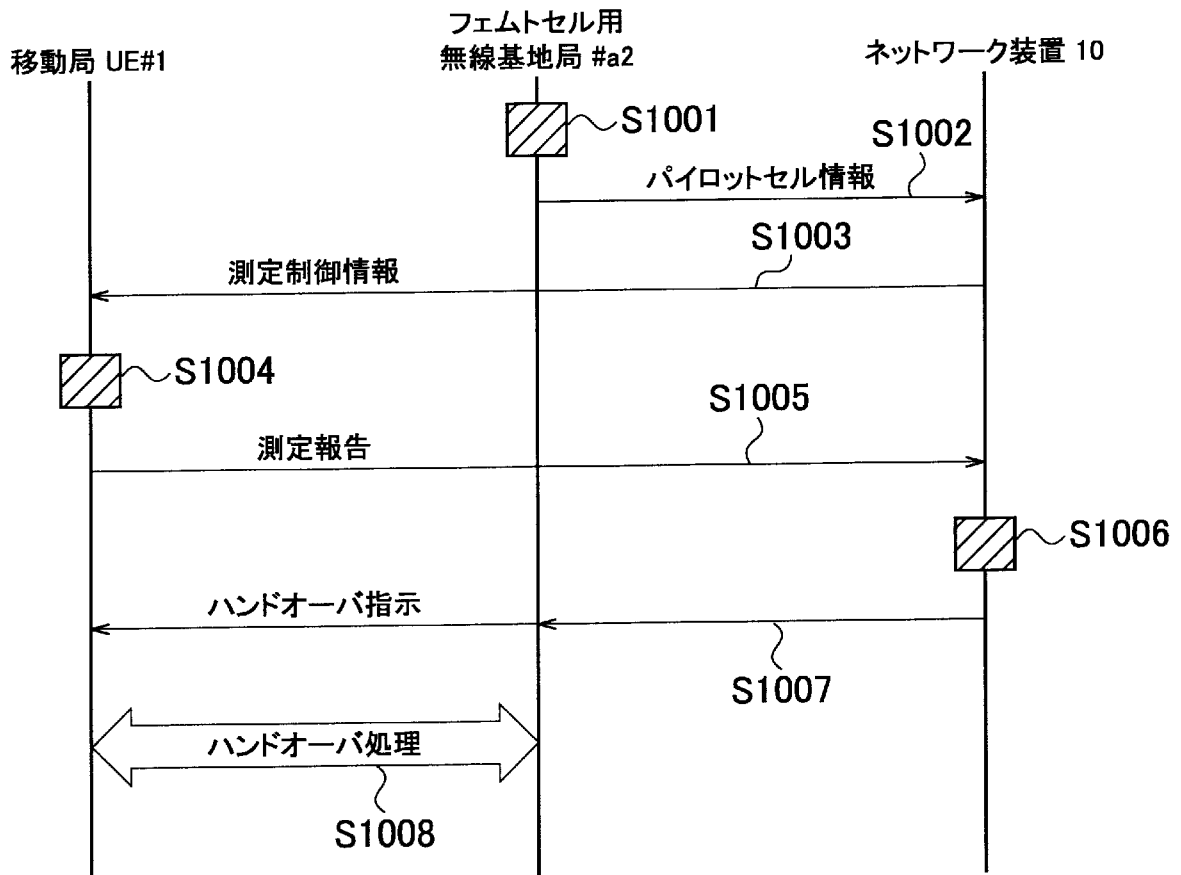 フェムトセル用
無線基地局 #a2
移動局 UE#1
ネットワーク装置 10
S1001
S1002
パイロットセル情報
S1003
測定制御情報
S1004
S1005
測定報告
S1006
ハンドオーバ指示
S1007
ハンドオーバ処理
S1008